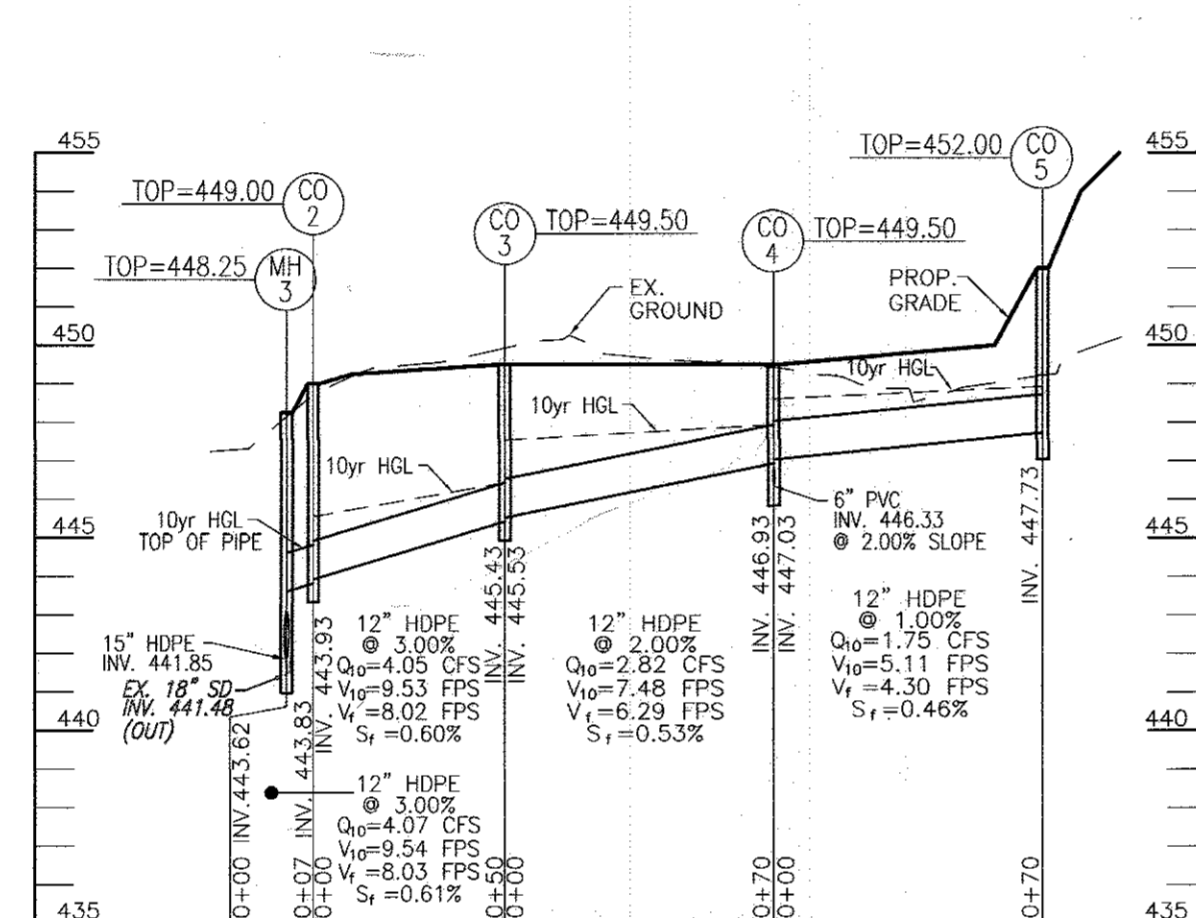 455
455
TOP=452.00
CO
5
TOP=449.00
CO
2
CO
3
TOP=449.50
CO
4
TOP=449.50
TOP=448.25
MH
3
EX.
GROUND
PROP.
GRADE
450
450
10yr HGL
10yr HGL
10yr HGL
10yr HGL
TOP OF PIPE
445
445
6" PVC
INV. 446.33
@ 2.00% SLOPE
INV. 447.73
INV. 446.93
INV. 447.03
INV. 445.43
INV. 445.53
INV. 443.93
INV. 443.83
INV.443.62
15" HDPE
INV. 441.85
EX. 18" SD
INV. 441.48
(OUT)
12" HDPE
@ 3.00%
Q10=4.05 CFS
V10=9.53 FPS
Vf=8.02 FPS
Sf=0.60%
12" HDPE
@ 2.00%
Q10=2.82 CFS
V10=7.48 FPS
Vf=6.29 FPS
Sf=0.53%
12" HDPE
@ 1.00%
Q10=1.75 CFS
V10=5.11 FPS
Vf=4.30 FPS
Sf=0.46%
440
440
12" HDPE
@ 3.00%
Q10=4.07 CFS
V10=9.54 FPS
Vf=8.03 FPS
Sf=0.61%
0+00
0+07
0+00
0+50
0+00
0+70
0+00
0+70
435
435